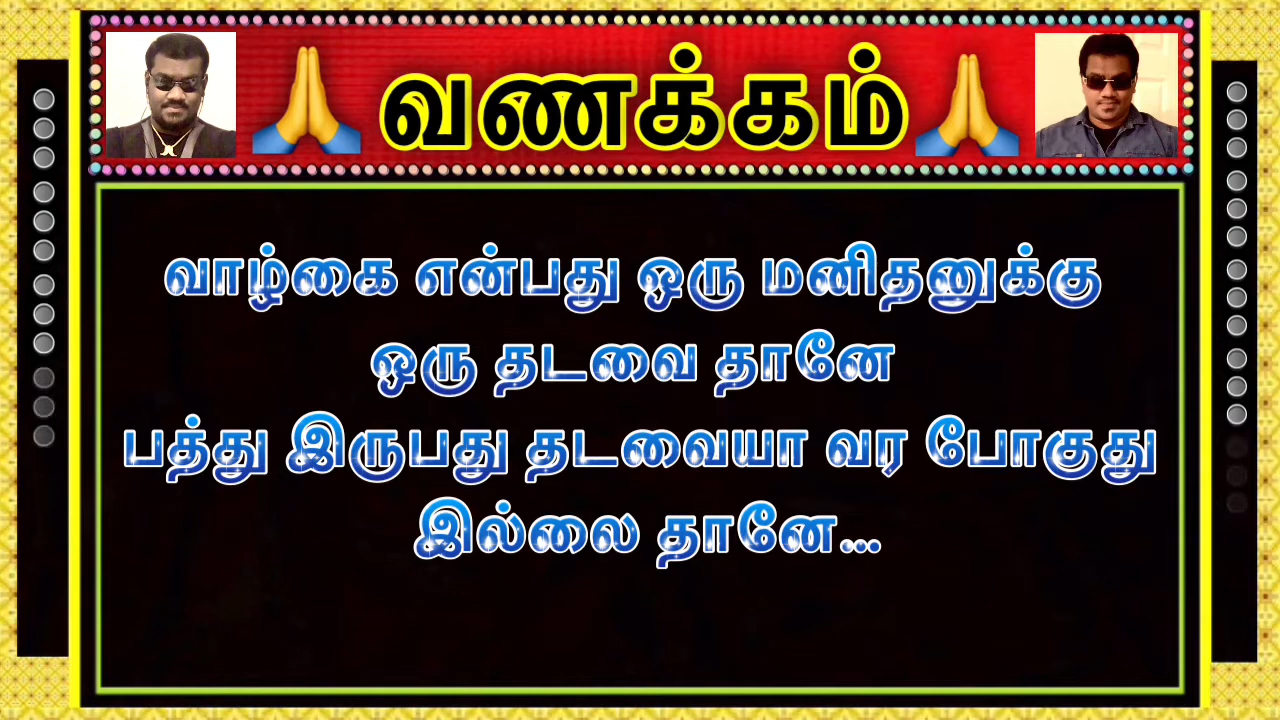 வணக்கம்
வாழ்கை என்பது ஒரு மனிதனுக்கு
ஒரு தடவை தானே
பத்து இருபது தடவையா வர போகுது
இல்லை தானே...